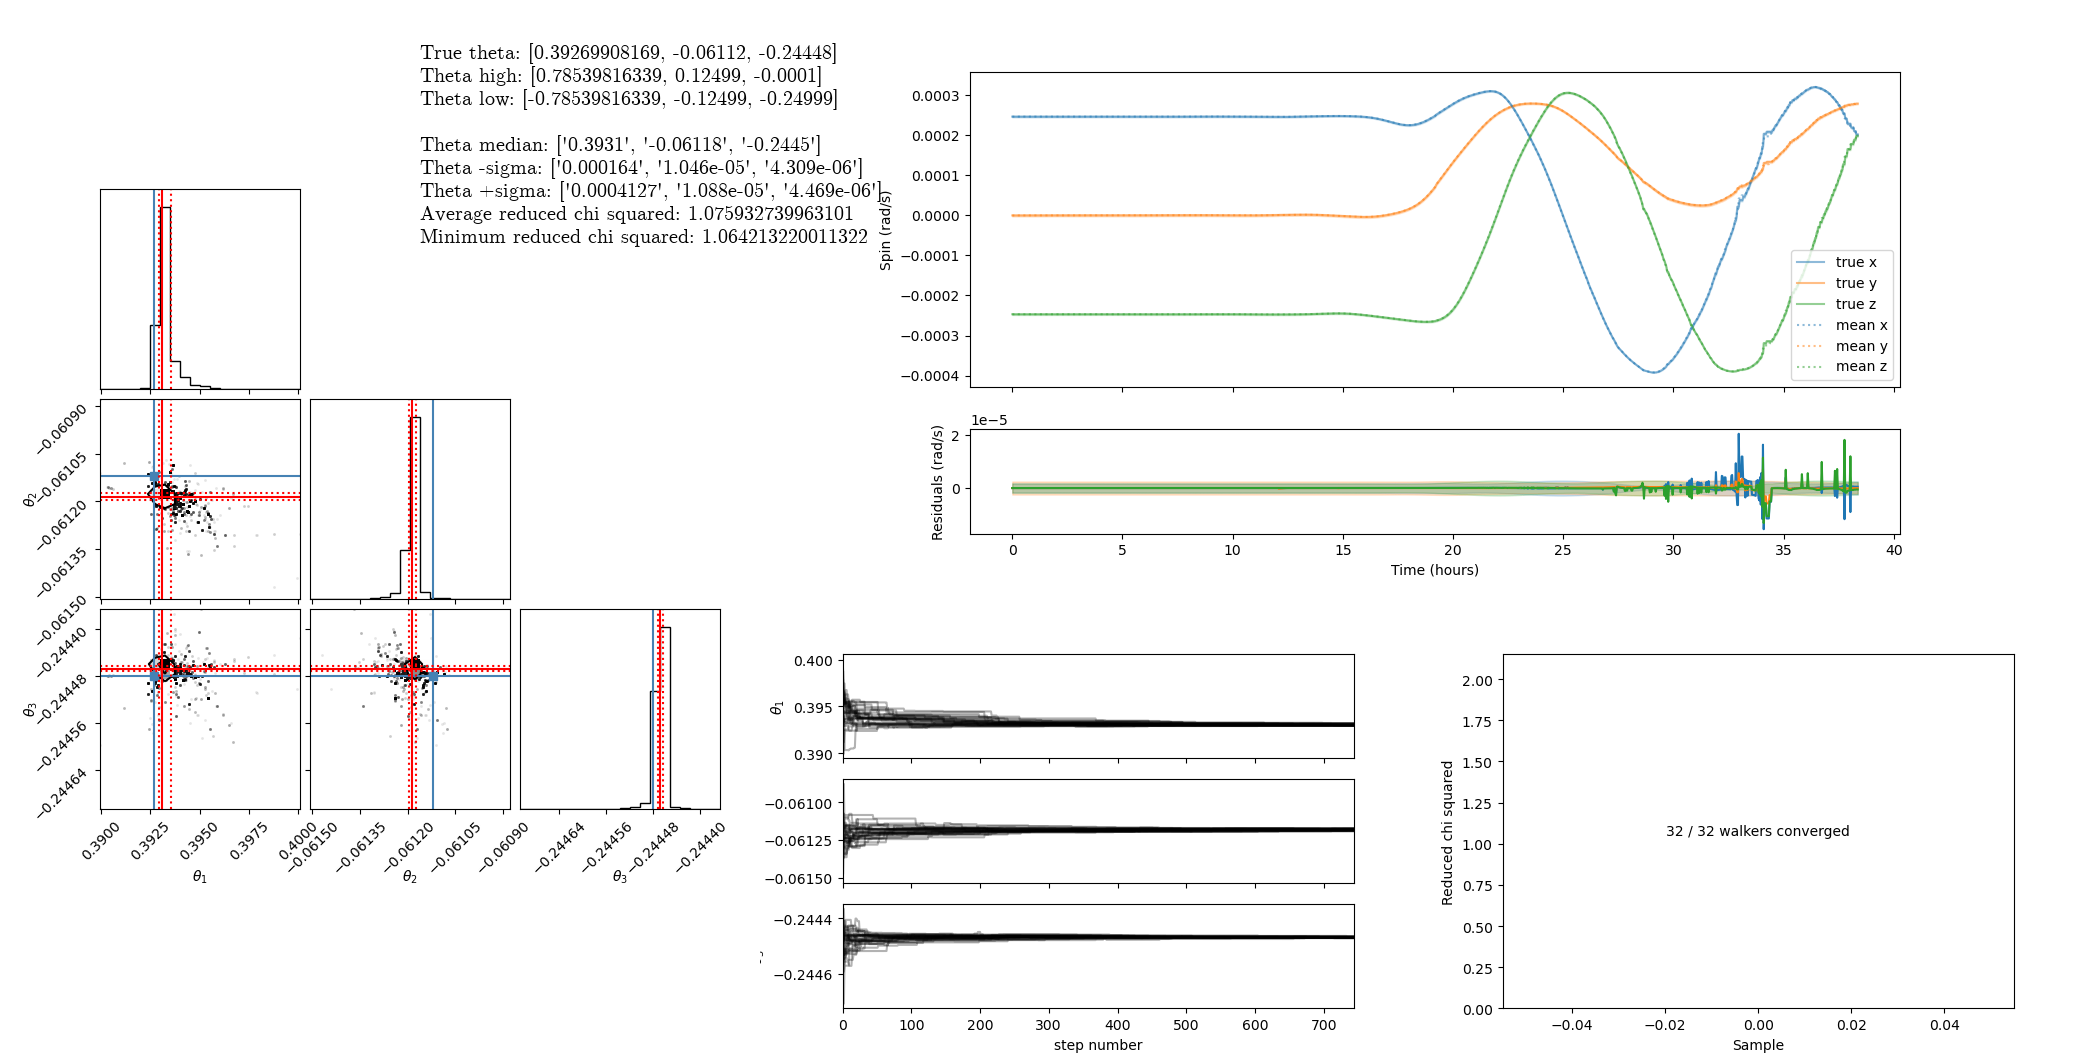 True theta: [0.39269908169, -0.06112, -0.24448]
Theta high: [0.78539816339, 0.12499, -0.0001]
Theta low: [-0.78539816339, -0.12499, -0.24999]
Theta median: ['0.3931', '-0.06118', '-0.2445']
Theta -sigma: ['0.000164', '1.046e-05', '4.309e-06']
Theta +sigma: ['0.0004127', '1.088e-05', '4.469e-06']
Average reduced chi squared: 1.075932739963101
Minimum reduced chi squared: 1.064213220011322
0.0003
0.0002
0.0001
0.0000
−0.0001
−0.0002
−0.0003
−0.0004
Spin (rad/s)
true x
true y
true z
mean x
mean y
mean z
1e−5
2
0
Residuals (rad/s)
0 5 10 15 20 25 30 35 40
Time (hours)
−0.06090
−0.06105
−0.06120
−0.06135
−0.06150
θ2
−0.24440
−0.24448
−0.24456
−0.24464
θ3
0.3900 0.3925 0.3950 0.3975 0.4000
θ1
−0.06150 −0.06135 −0.06120 −0.06105 −0.06090
θ2
−0.24464 −0.24456 −0.24448 −0.24440
θ3
0.400
0.395
0.390
θ1
−0.06100
−0.06125
−0.06150
−0.2444
−0.2446
0 100 200 300 400 500 600 700
step number
2.00
1.75
1.50
1.25
1.00
0.75
0.50
0.25
0.00
Reduced chi squared
32 / 32 walkers converged
−0.04 −0.02 0.00 0.02 0.04
Sample